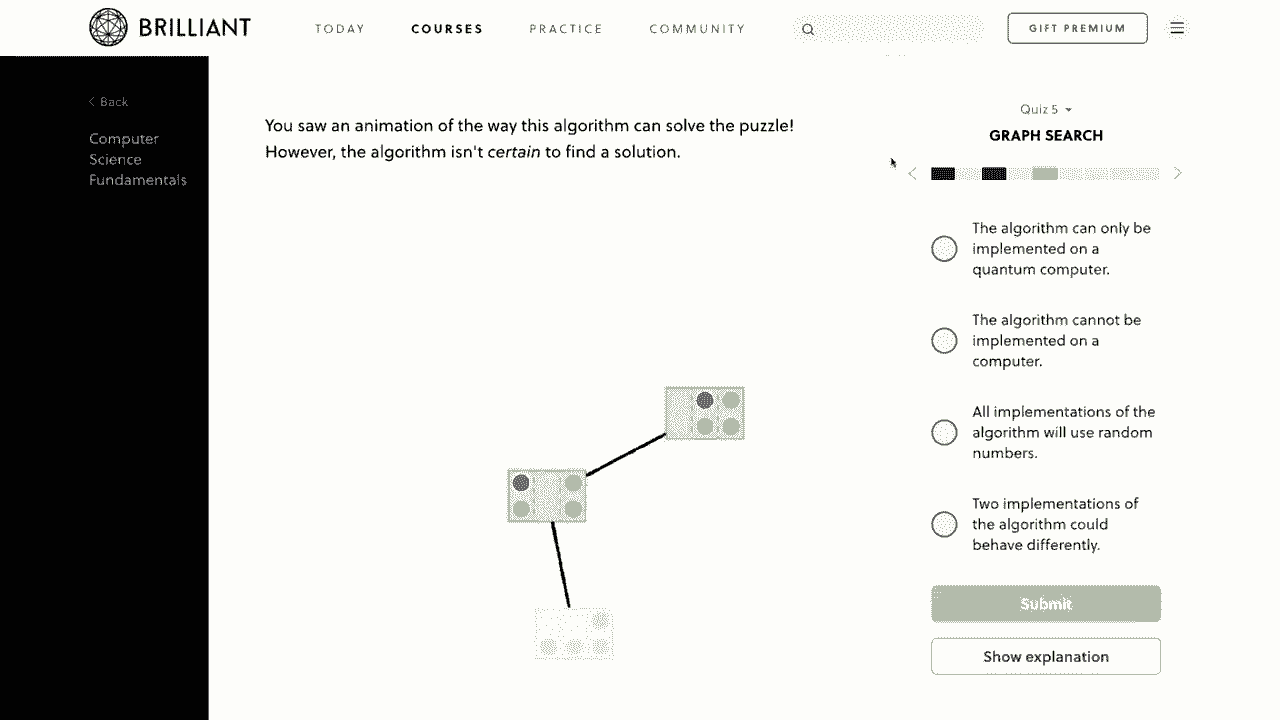 BRILLIANT
TODAY
COURSES
PRACTICE
COMMUNITY
GIFT PREMIUM
Back
Computer
Science
Fundamentals
You saw an animation of the way this algorithm can solve the puzzle!
However, the algorithm isn't certain to find a solution.
Quiz 5
GRAPH SEARCH
The algorithm can only be
implemented on a
quantum computer.
The algorithm cannot be
implemented on a
computer.
All implementations of the
algorithm will use random
numbers.
Two implementations of
the algorithm could
behave differently.
Submit
Show explanation